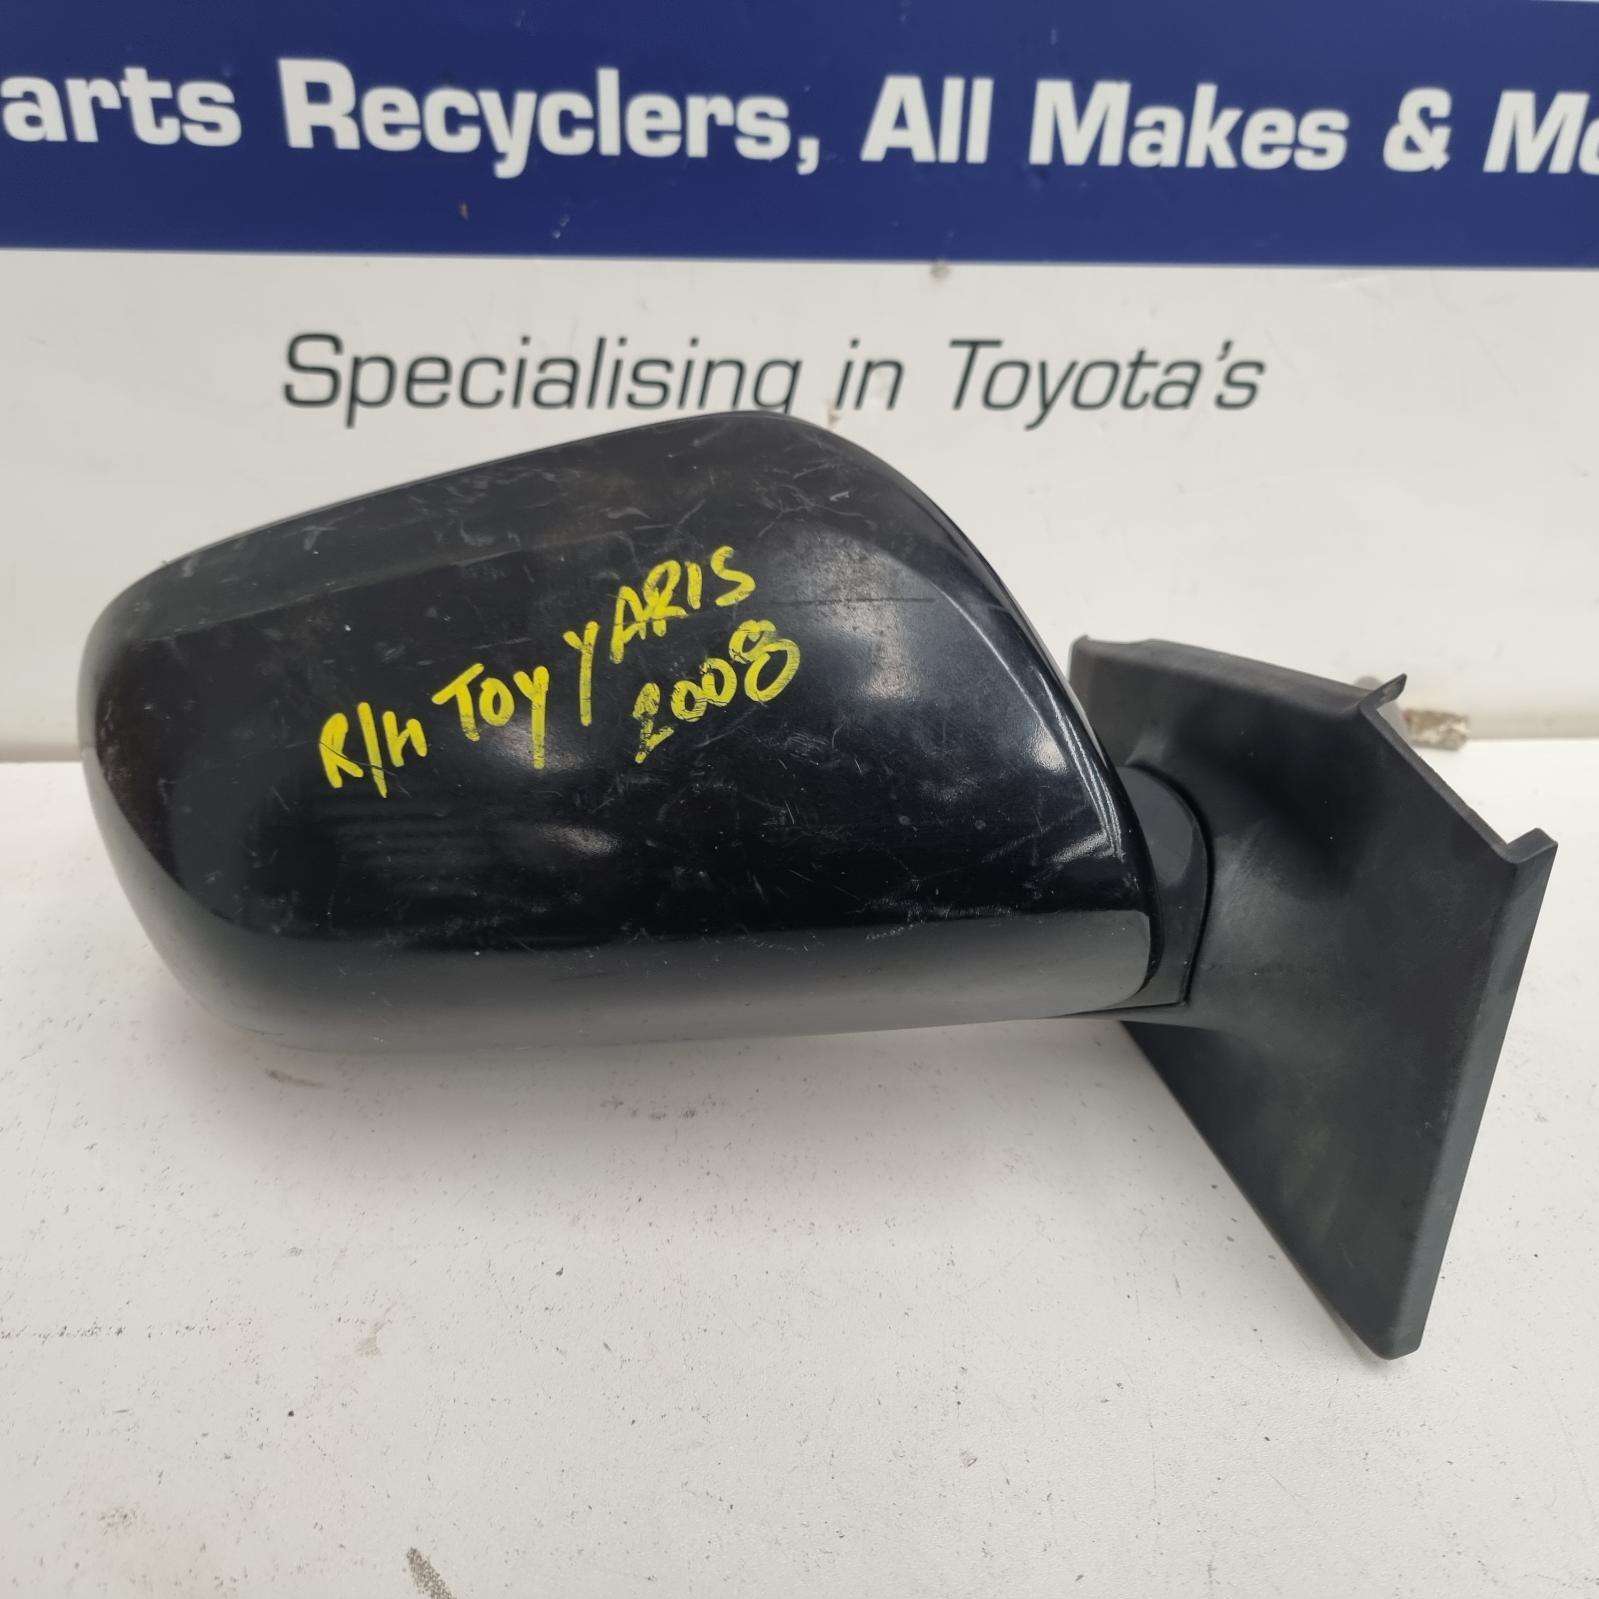 arts Recyclers, All Makes & Mo
Specialising in Toyota's
R/H TOY YARIS
2008